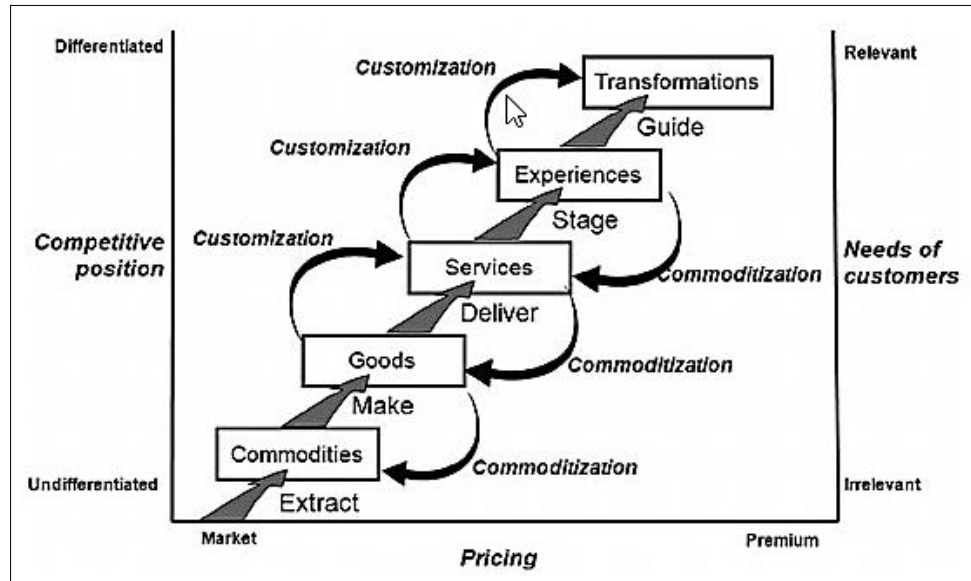 Differentiated
Relevant
Customization
Transformations
Guide
Customization
Experiences
Stage
Competitive
position
Customization
Services
Needs of
customers
Commoditization
Deliver
Goods
Commoditization
Make
Commodities
Commoditization
Undifferentiated
Irrelevant
Extract
Market
Premium
Pricing